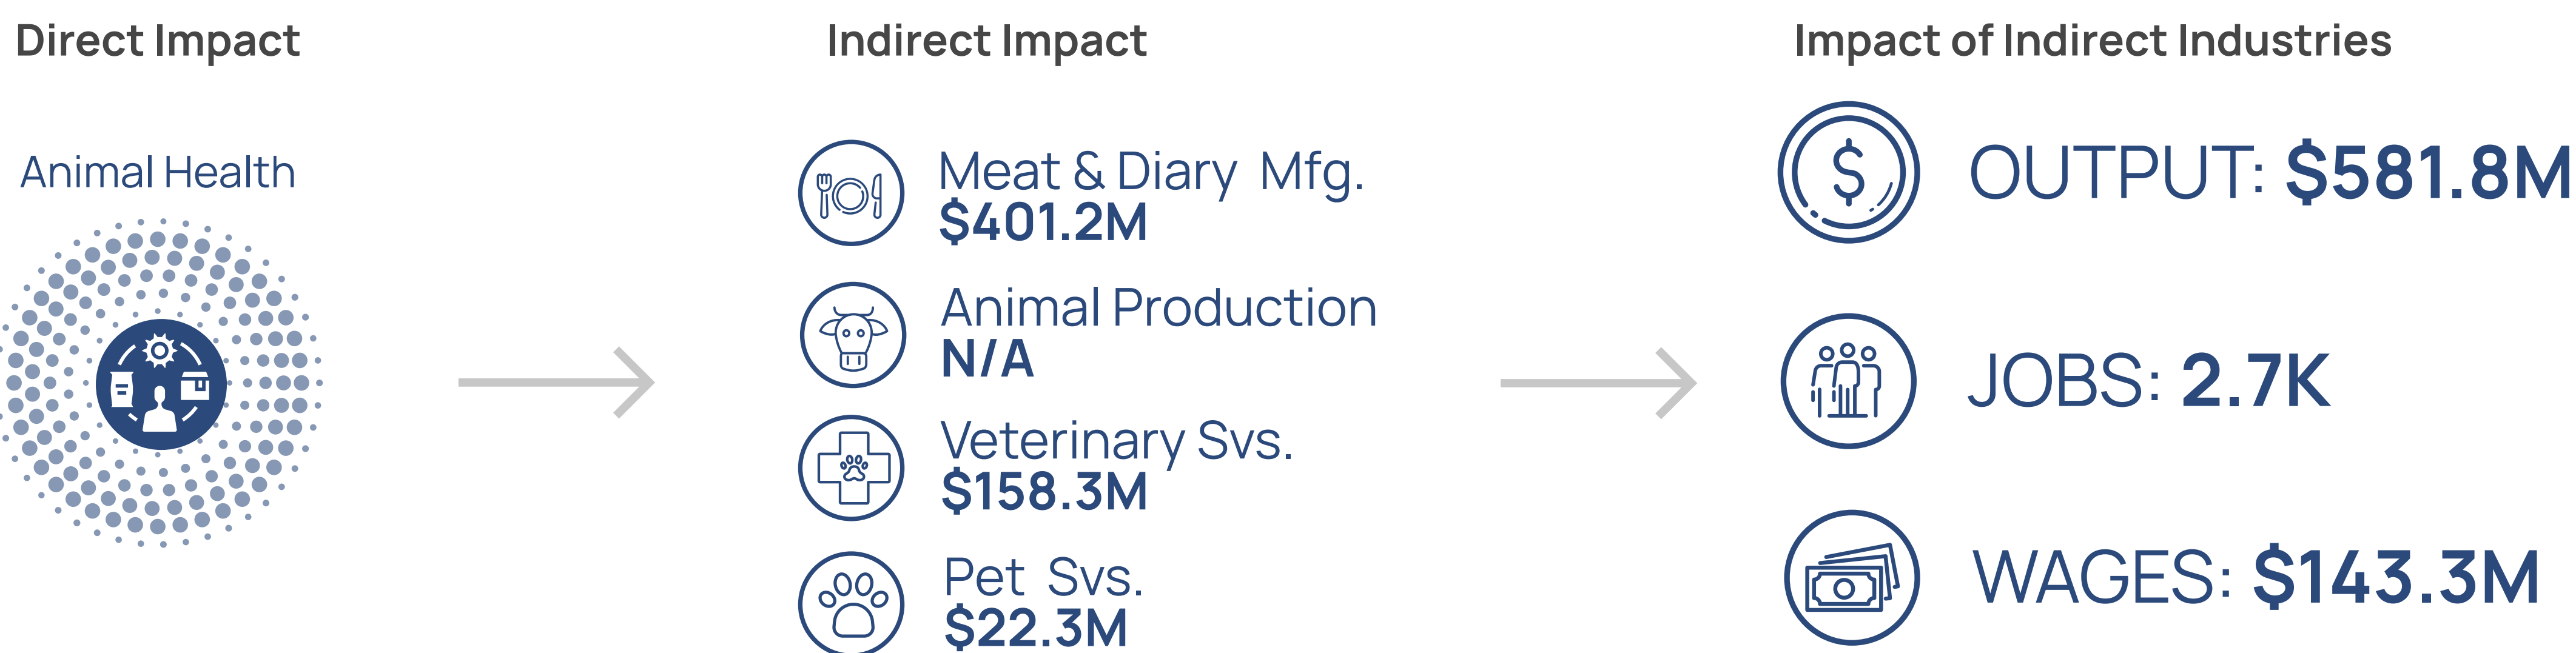 Direct Impact
Animal Health
Indirect Impact
Meat & Diary Mfg.
$401.2M
Animal Production
N/A
Veterinary Svs.
$158.3M
Pet Svs.
$22.3M
Impact of Indirect Industries
OUTPUT: $581.8M
JOBS: 2.7K
WAGES: $143.3M